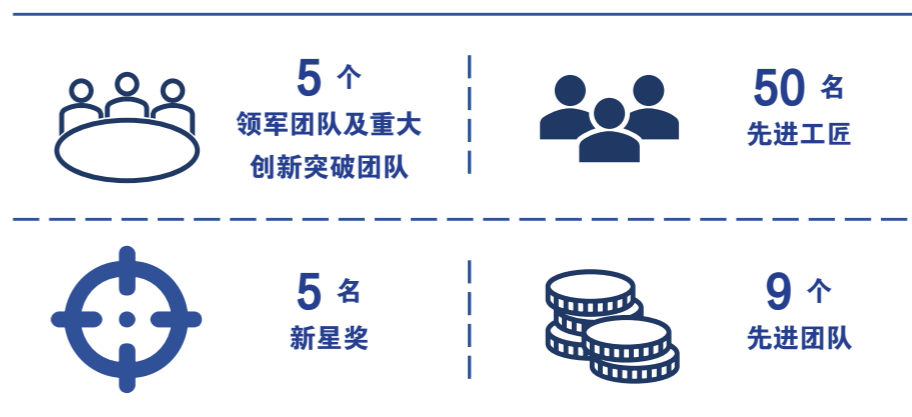 5 个
领军团队及重大
创新突破团队
50 名
先进工匠
5 名
新星奖
9 个
先进团队